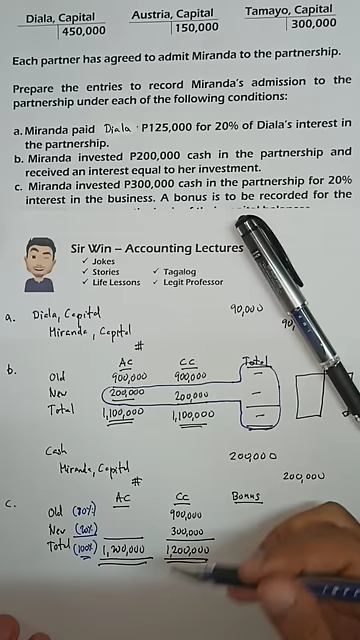 Diala, Capital Austria, Capital Tamayo, Capital
450,000 150,000 300,000
Each partner has agreed to admit Miranda to the partnership.
Prepare the entries to record Miranda's admission to the
partnership under each of the following conditions:
a. Miranda paid Diala P125,000 for 20% of Diala's interest in
the partnership.
b. Miranda invested P200,000 cash in the partnership and
received an interest equal to her investment.
c. Miranda invested P300,000 cash in the partnership for 20%
interest in the business. A bonus is to be recorded for the
Sir Win – Accounting Lectures
✓ Jokes
✓ Stories ✓ Tagalog
✓ Life Lessons ✓ Legit Professor
a. Diala, Capital 90,000
Miranda, Capital 90,
#
b. AC CC Total
Old 900,000 900,000 –
New 200,000 200,000 –
Total 1,100,000 1,100,000 –
Cash 200,000
Miranda, Capital 200,000
#
c. AC CC Bonus
Old (80%) 900,000
New (20%) 300,000
Total (100%) 1,200,000 1,200,000